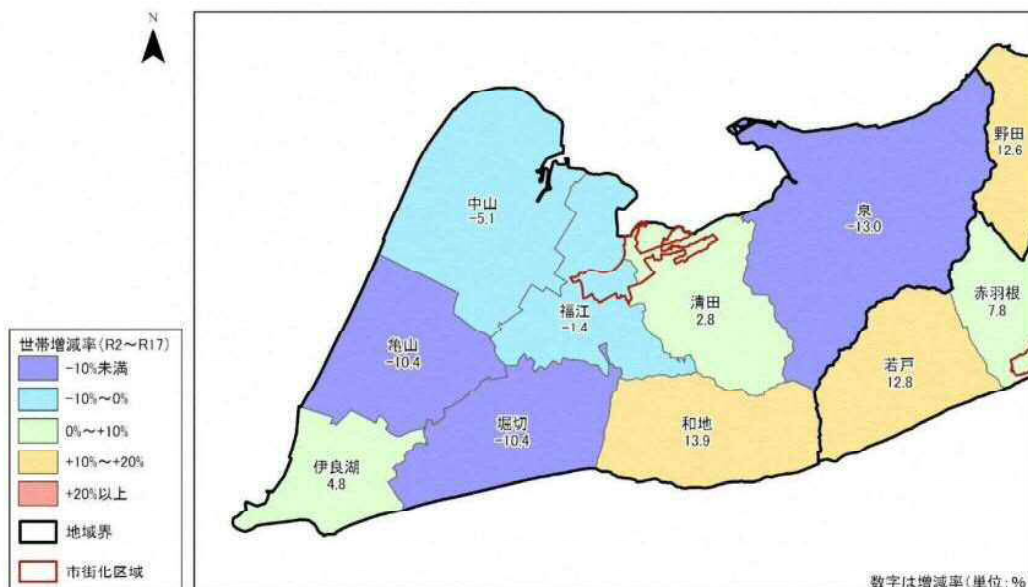 N
中山
-5.1
野田
12.6
泉
-13.0
福江
-1.4
清田
2.8
赤羽根
7.8
亀山
-10.4
若戸
12.8
堀切
-10.4
和地
13.9
伊良湖
4.8
世帯増減率(R2~R17)
-10%未満
-10%~0%
0%~+10%
+10%~+20%
+20%以上
地域界
市街化区域
数字は増減率(単位:%